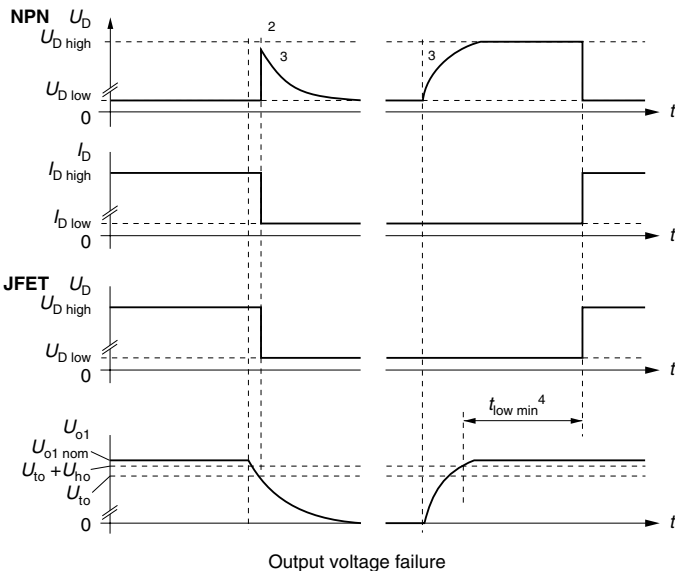 NPN U_D
U_D high
2
3
3
U_D low
0
t
I_D
I_D high
I_D low
0
t
JFET U_D
U_D high
U_D low
0
t
t_low min^4
U_o1
U_o1 nom
U_to + U_ho
U_to
0
t
Output voltage failure